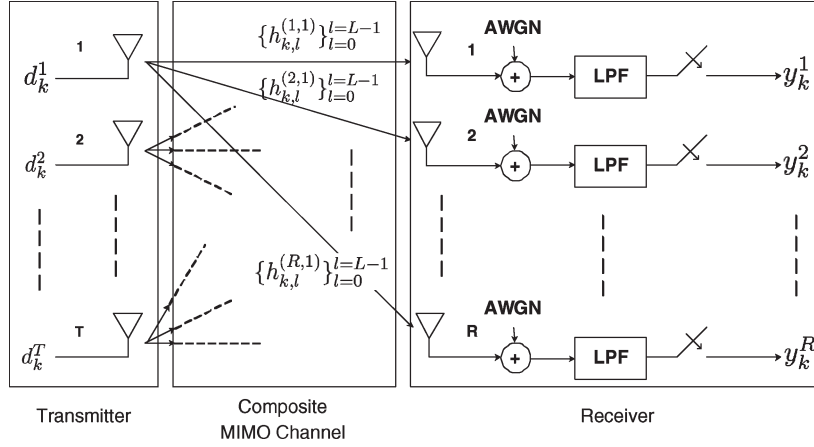 1
d_k^1
{h_{k,l}^{(1,1)}}_{l=0}^{l=L-1}
1
AWGN
+
LPF
y_k^1
{h_{k,l}^{(2,1)}}_{l=0}^{l=L-1}
2
d_k^2
2
AWGN
+
LPF
y_k^2
{h_{k,l}^{(R,1)}}_{l=0}^{l=L-1}
T
d_k^T
R
AWGN
+
LPF
y_k^R
Transmitter
Composite
MIMO Channel
Receiver